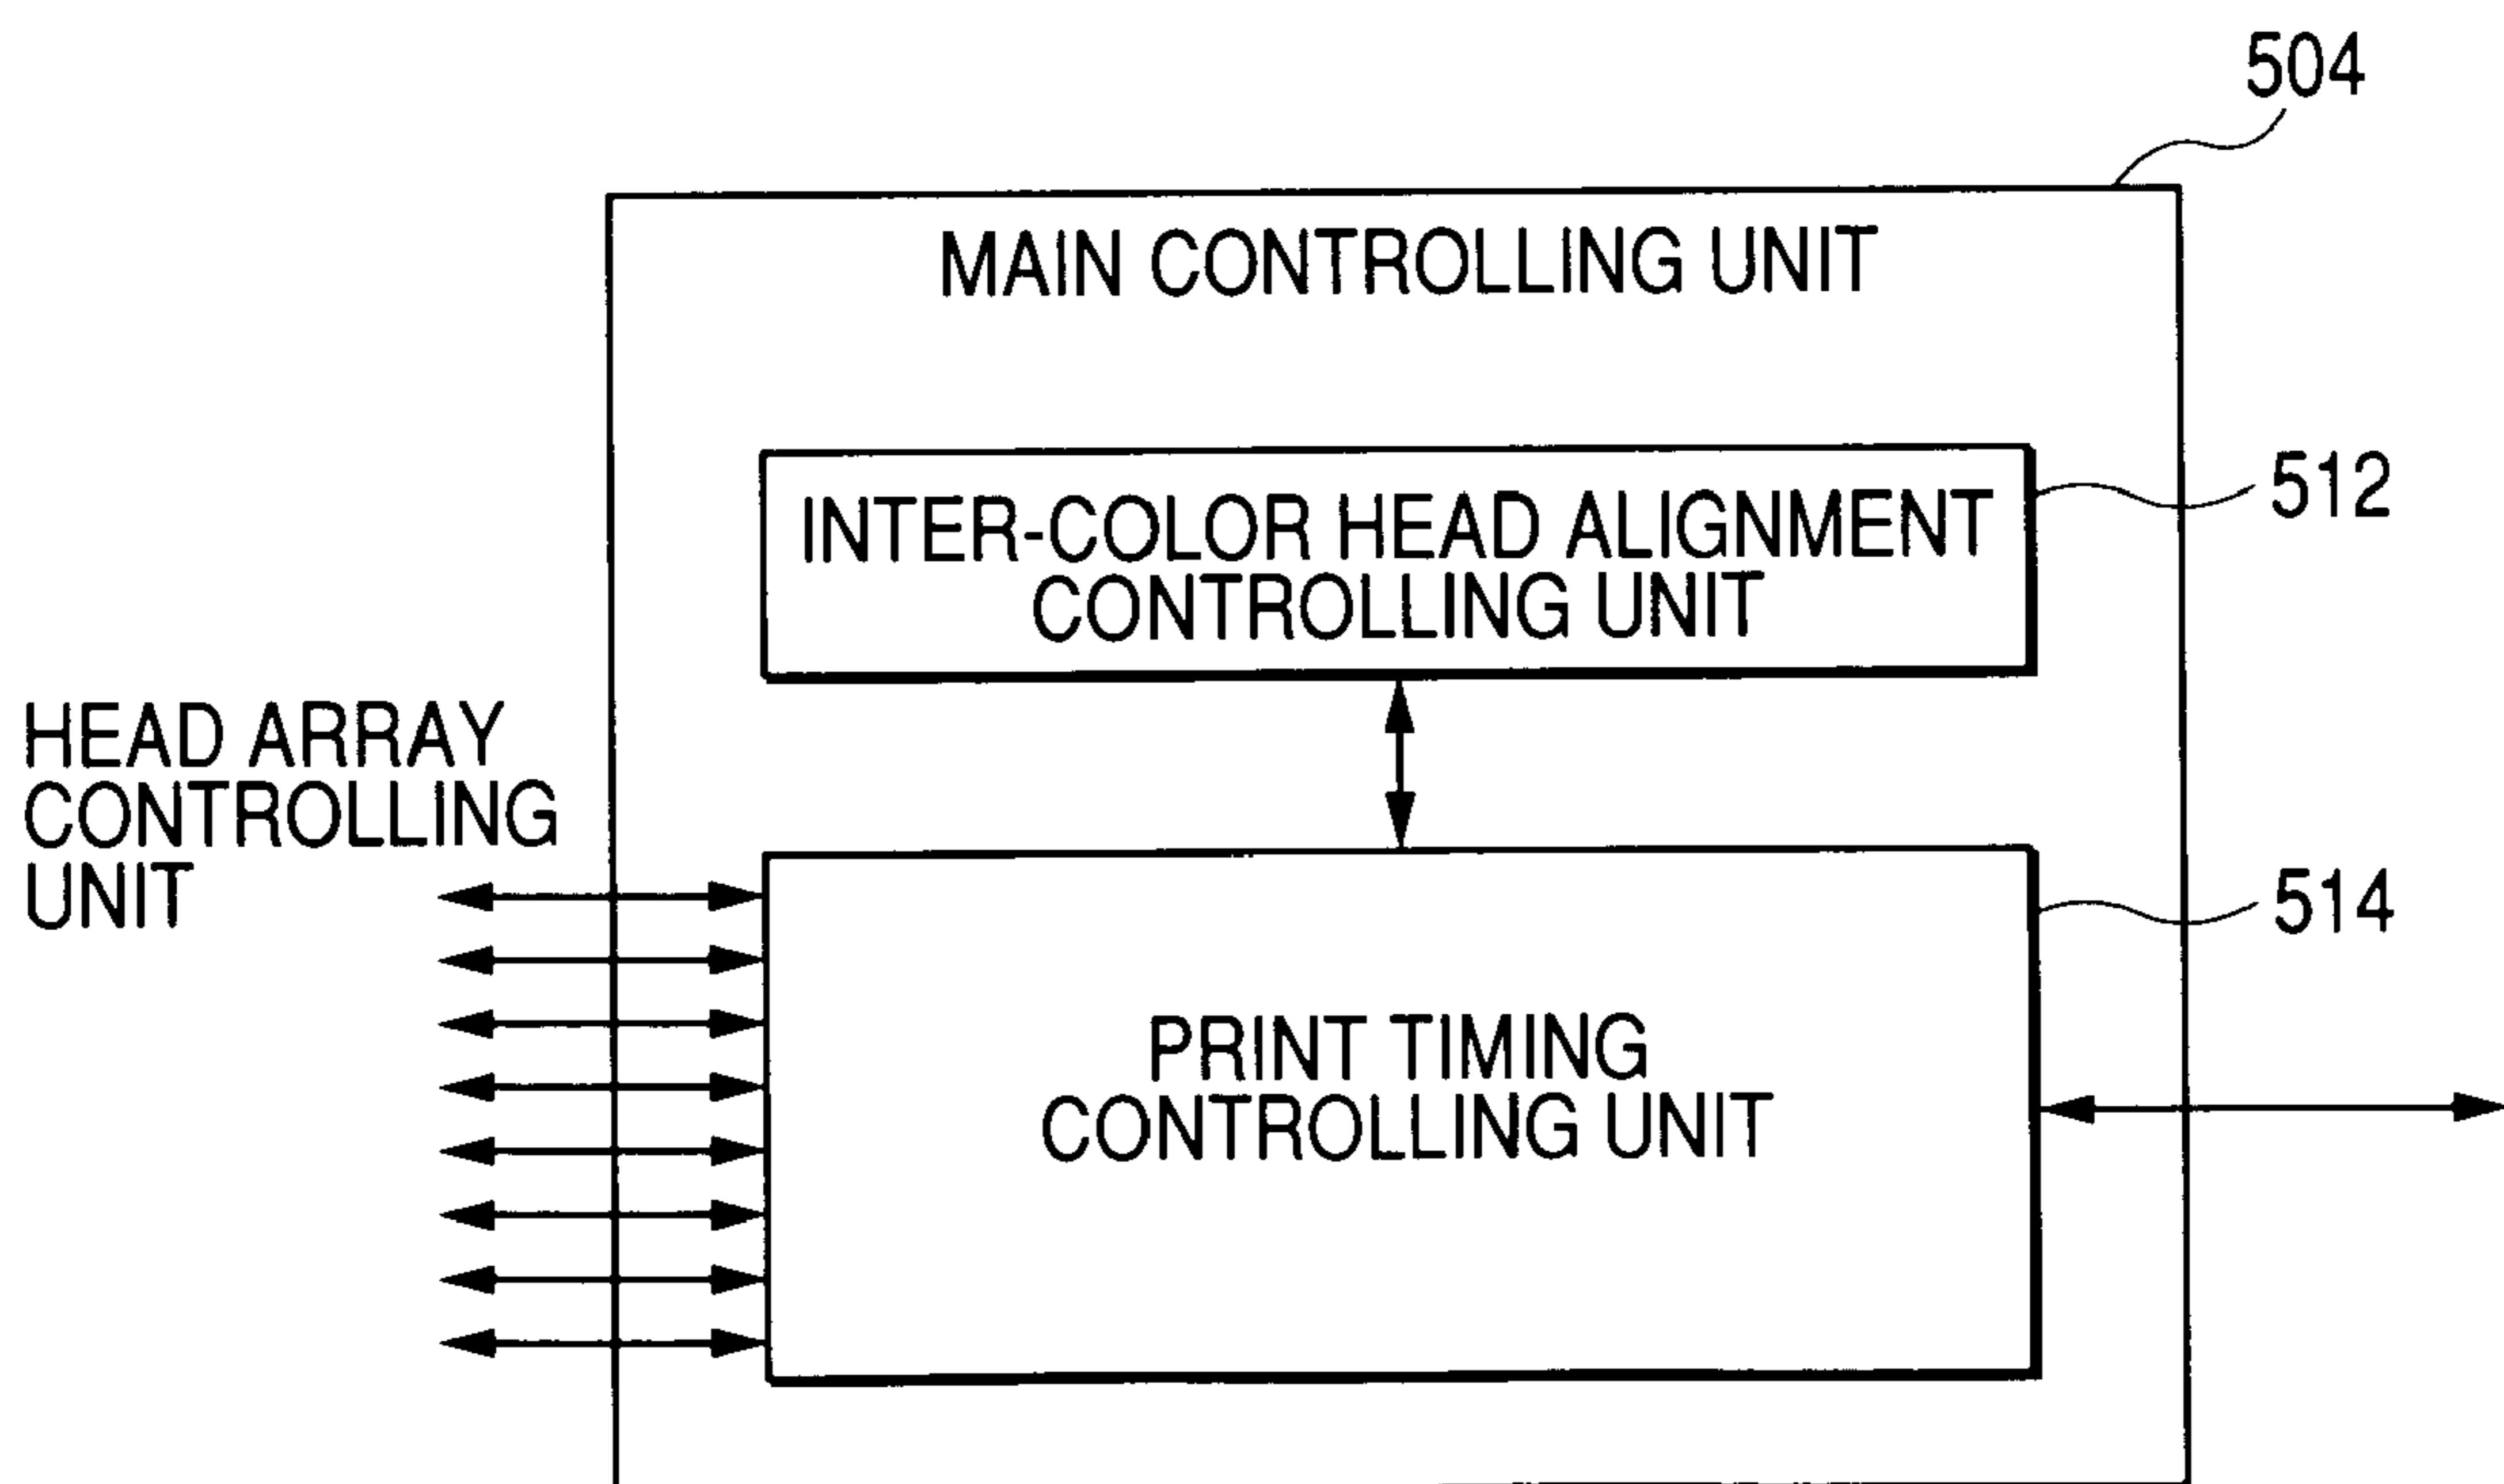 504
MAIN CONTROLLING UNIT
INTER-COLOR HEAD ALIGNMENT
CONTROLLING UNIT
512
HEAD ARRAY
CONTROLLING
UNIT
514
PRINT TIMING
CONTROLLING UNIT